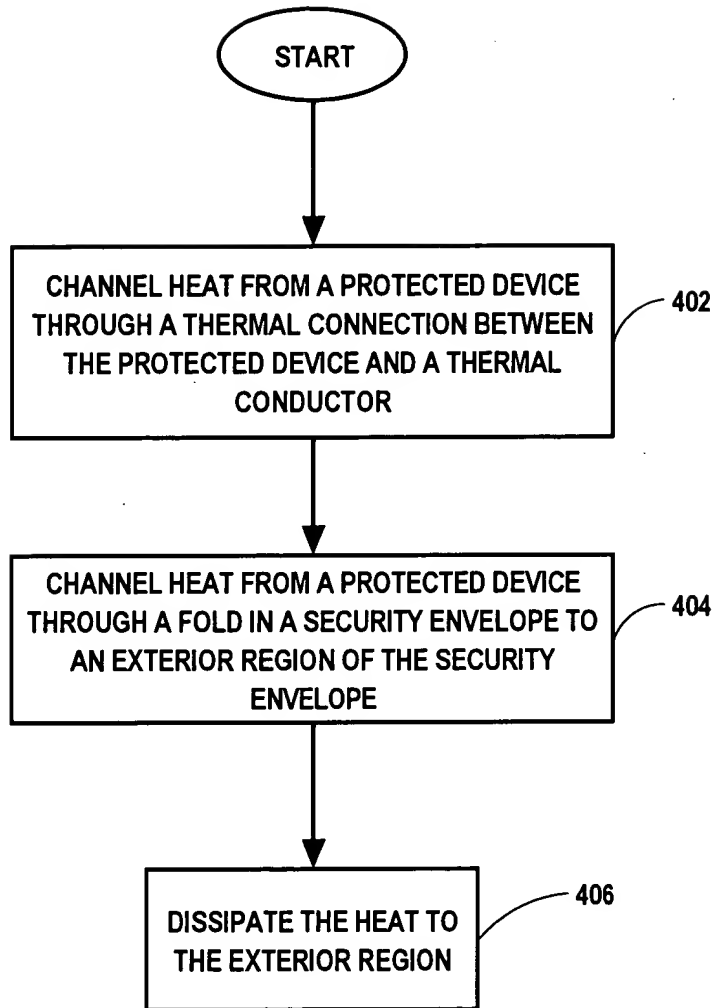 START
CHANNEL HEAT FROM A PROTECTED DEVICE
THROUGH A THERMAL CONNECTION BETWEEN
THE PROTECTED DEVICE AND A THERMAL
CONDUCTOR
402
CHANNEL HEAT FROM A PROTECTED DEVICE
THROUGH A FOLD IN A SECURITY ENVELOPE TO
AN EXTERIOR REGION OF THE SECURITY
ENVELOPE
404
DISSIPATE THE HEAT TO
THE EXTERIOR REGION
406